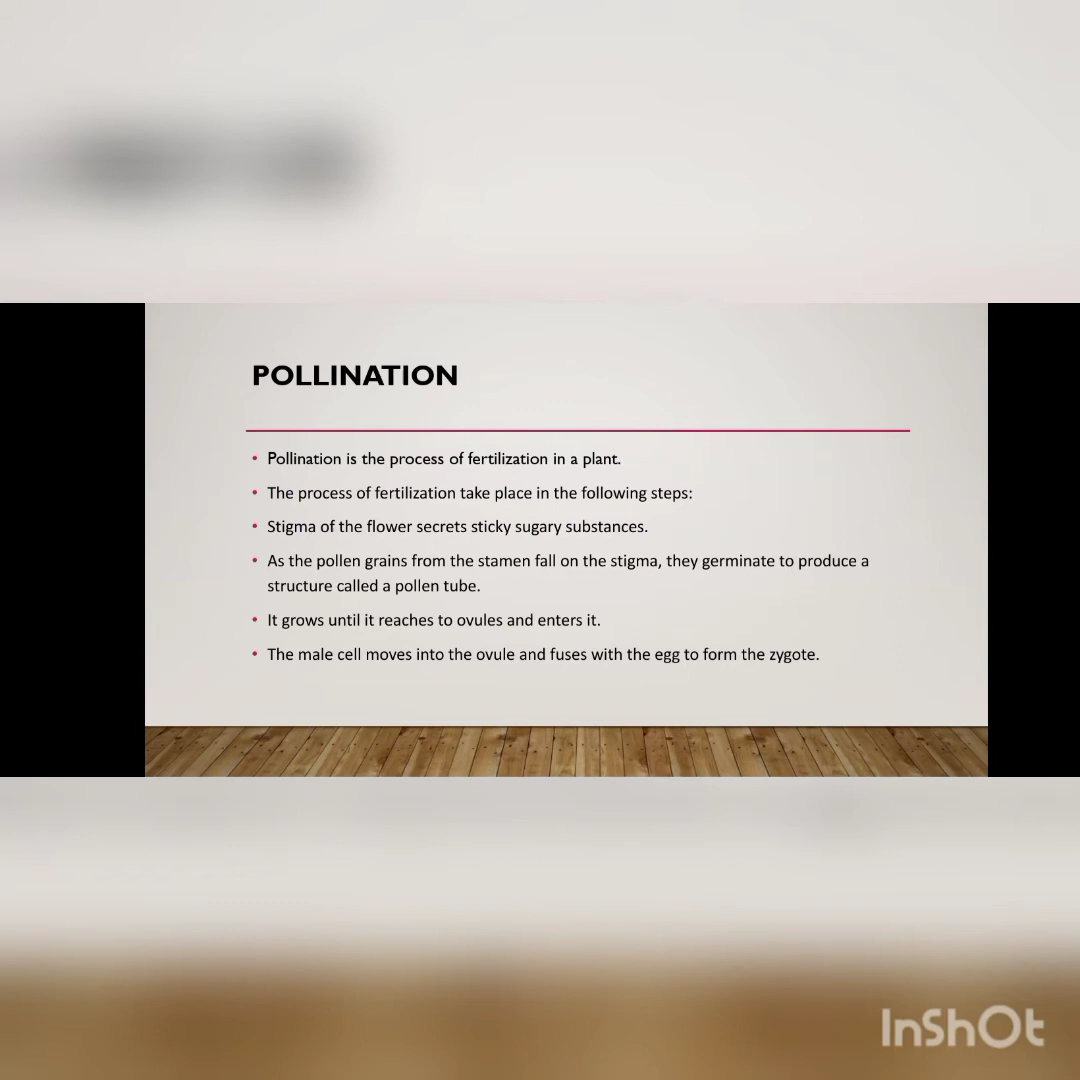 POLLINATION
• Pollination is the process of fertilization in a plant.
• The process of fertilization take place in the following steps:
• Stigma of the flower secrets sticky sugary substances.
• As the pollen grains from the stamen fall on the stigma, they germinate to produce a
structure called a pollen tube.
• It grows until it reaches to ovules and enters it.
• The male cell moves into the ovule and fuses with the egg to form the zygote.
InShOt